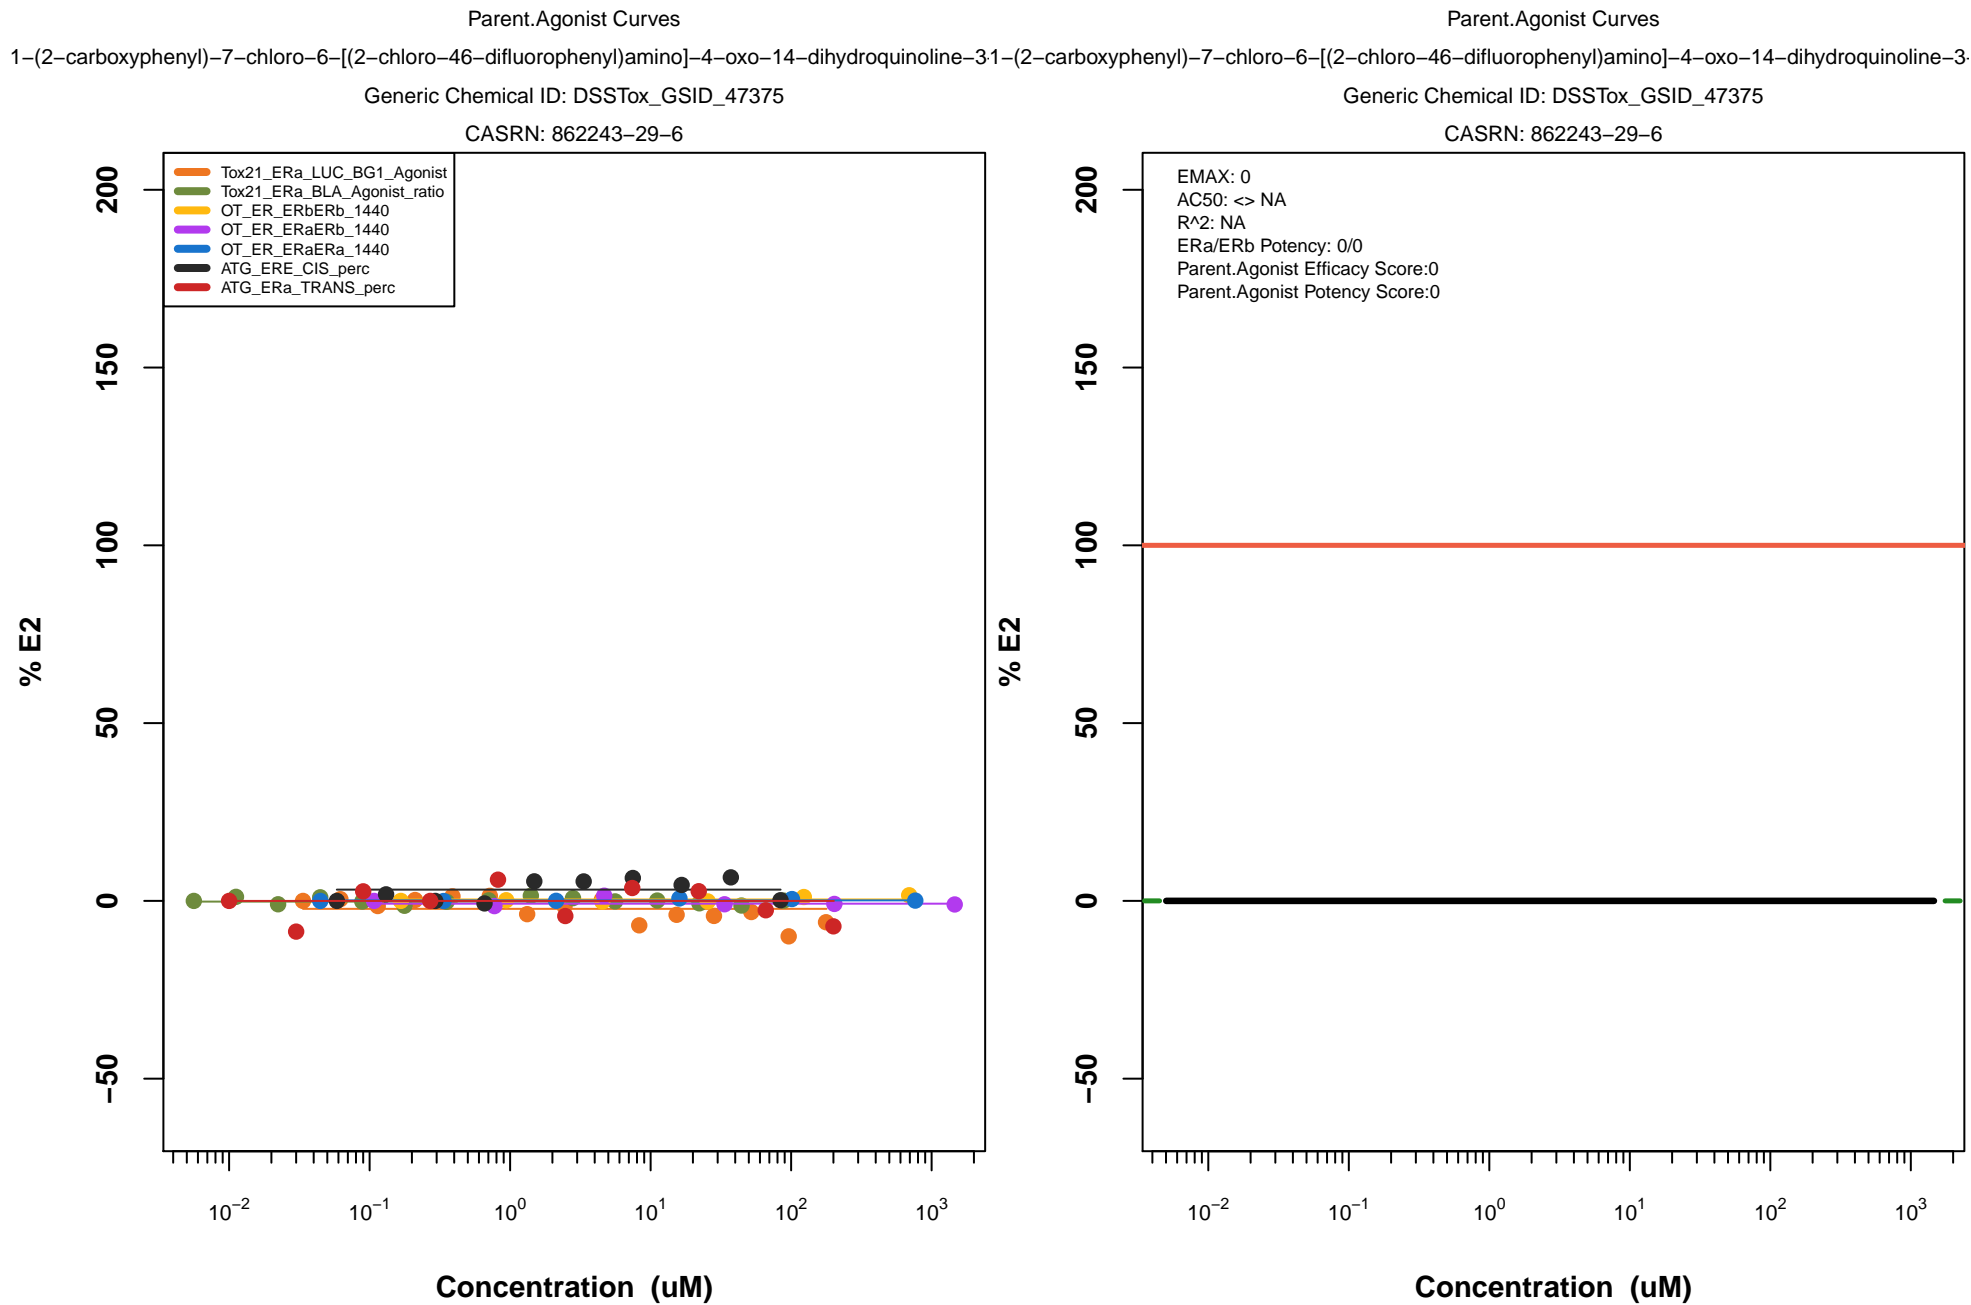 Parent.Agonist Curves
1−(2−carboxyphenyl)−7−chloro−6−[(2−chloro−46−difluorophenyl)amino]−4−oxo−14−dihydroquinoline−3-
Generic Chemical ID: DSSTox_GSID_47375
CASRN: 862243−29−6
Tox21_ERa_LUC_BG1_Agonist
Tox21_ERa_BLA_Agonist_ratio
OT_ER_ERbERb_1440
OT_ER_ERaERb_1440
OT_ER_ERaERa_1440
ATG_ERE_CIS_perc
ATG_ERa_TRANS_perc
200
150
100
50
0
−50
% E2
10−2 10−1 100 101 102 103
Concentration (uM)
Parent.Agonist Curves
1−(2−carboxyphenyl)−7−chloro−6−[(2−chloro−46−difluorophenyl)amino]−4−oxo−14−dihydroquinoline−3-
Generic Chemical ID: DSSTox_GSID_47375
CASRN: 862243−29−6
EMAX: 0
AC50: <> NA
R^2: NA
ERa/ERb Potency: 0/0
Parent.Agonist Efficacy Score:0
Parent.Agonist Potency Score:0
200
150
100
50
0
−50
% E2
10−2 10−1 100 101 102 103
Concentration (uM)